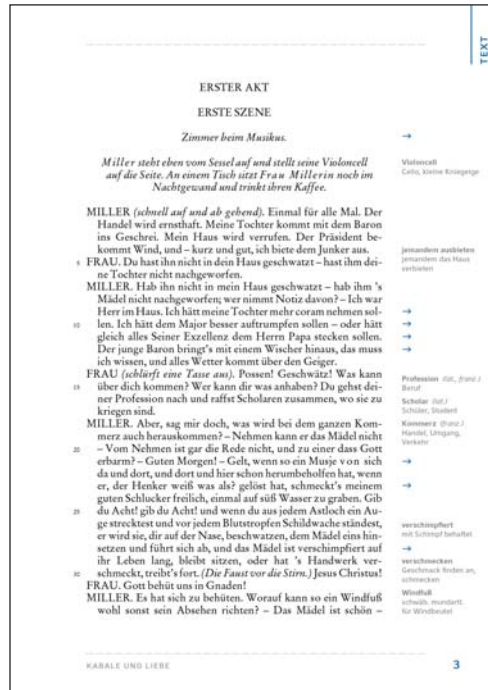 TEXT
ERSTER AKT
ERSTE SZENE
Zimmer beim Musikus.
→
Miller steht eben vom Sessel auf und stellt seine Violoncell
auf die Seite. An einem Tisch sitzt Frau Millerin noch im
Nachtgewand und trinkt ihren Kaffee.
Violoncell
Cello, kleine Kniegeige
MILLER (schnell auf und ab gehend). Einmal für alle Mal. Der
Handel wird ernsthaft. Meine Tochter kommt mit dem Baron
ins Geschrei. Mein Haus wird verrufen. Der Präsident be-
kommt Wind, und – kurz und gut, ich biete dem Junker aus.
jemandem ausbieten
jemandem das Haus
verbieten
5 FRAU. Du hast ihn nicht in dein Haus geschwatzt – hast ihm dei-
ne Tochter nicht nachgeworfen.
MILLER. Hab ihn nicht in mein Haus geschwatzt – hab ihm 's
Mädel nicht nachgeworfen; wer nimmt Notiz davon? – Ich war
Herr im Haus. Ich hätt meine Tochter mehr coram nehmen sol-
→
10 len. Ich hätt dem Major besser auftrumpfen sollen – oder hätt
→
gleich alles Seiner Exzellenz dem Herrn Papa stecken sollen.
→
Der junge Baron bringt's mit einem Wischer hinaus, das muss
→
ich wissen, und alles Wetter kommt über den Geiger.
FRAU (schlürft eine Tasse aus). Possen! Geschwätz! Was kann
15 über dich kommen? Wer kann dir was anhaben? Du gehst dei-
ner Profession nach und raffst Scholaren zusammen, wo sie zu
kriegen sind.
Profession (lat., franz.)
Beruf
Scholar (lat.)
Schüler, Student
MILLER. Aber, sag mir doch, was wird bei dem ganzen Kom-
merz auch herauskommen? – Nehmen kann er das Mädel nicht
20 – Vom Nehmen ist gar die Rede nicht, und zu einer dass Gott
erbarm? – Guten Morgen! – Gelt, wenn so ein Musje von sich
da und dort, und dort und hier schon herumbeholfen hat, wenn
er, der Henker weiß was als? gelöst hat, schmeckt's meinem
guten Schlucker freilich, einmal auf süß Wasser zu graben. Gib
Kommerz (franz.)
Handel, Umgang,
Verkehr
→
→
25 du Acht! gib du Acht! und wenn du aus jedem Astloch ein Au-
ge strecktest und vor jedem Blutstropfen Schildwache ständest,
er wird sie, dir auf der Nase, beschwatzen, dem Mädel eins hin-
setzen und führt sich ab, und das Mädel ist verschimpfiert auf
ihr Leben lang, bleibt sitzen, oder hat 's Handwerk ver-
30 schmeckt, treibt's fort. (Die Faust vor die Stirn.) Jesus Christus!
verschimpfiert
mit Schimpf behaftet
→
verschmecken
Geschmack finden an,
schmecken
FRAU. Gott behüt uns in Gnaden!
MILLER. Es hat sich zu behüten. Worauf kann so ein Windfuß
wohl sonst sein Absehen richten? – Das Mädel ist schön –
Windfuß
schwäb. mundartl.
für Windbeutel
KABALE UND LIEBE
3